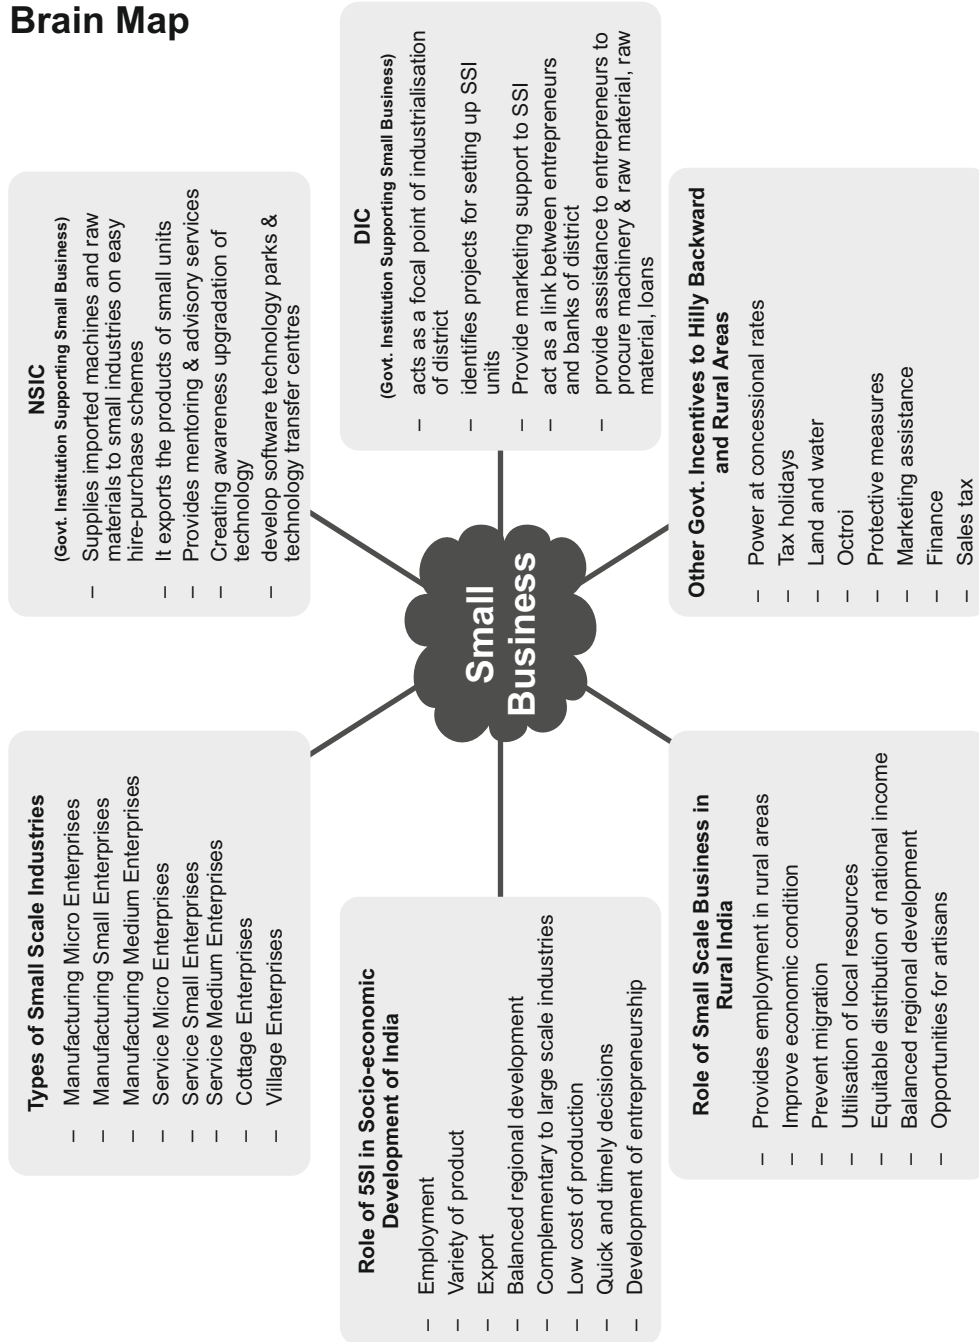 Brain Map
Types of Small Scale Industries
– Manufacturing Micro Enterprises
– Manufacturing Small Enterprises
– Manufacturing Medium Enterprises
– Service Micro Enterprises
– Service Small Enterprises
– Service Medium Enterprises
– Cottage Enterprises
– Village Enterprises
NSIC
(Govt. Institution Supporting Small Business)
– Supplies imported machines and raw
materials to small industries on easy
hire-purchase schemes
– It exports the products of small units
– Provides mentoring & advisory services
– Creating awareness upgradation of
technology
– develop software technology parks &
technology transfer centres
Role of 5SI in Socio-economic
Development of India
– Employment
– Variety of product
– Export
– Balanced regional development
– Complementary to large scale industries
– Low cost of production
– Quick and timely decisions
– Development of entrepreneurship
Small
Business
DIC
(Govt. Institution Supporting Small Business)
– acts as a focal point of industrialisation
of district
– identifies projects for setting up SSI
units
– Provide marketing support to SSI
– act as a link between entrepreneurs
and banks of district
– provide assistance to entrepreneurs to
procure machinery & raw material, raw
material, loans
Role of Small Scale Business in
Rural India
– Provides employment in rural areas
– Improve economic condition
– Prevent migration
– Utilisation of local resources
– Equitable distribution of national income
– Balanced regional development
– Opportunities for artisans
Other Govt. Incentives to Hilly Backward
and Rural Areas
– Power at concessional rates
– Tax holidays
– Land and water
– Octroi
– Protective measures
– Marketing assistance
– Finance
– Sales tax